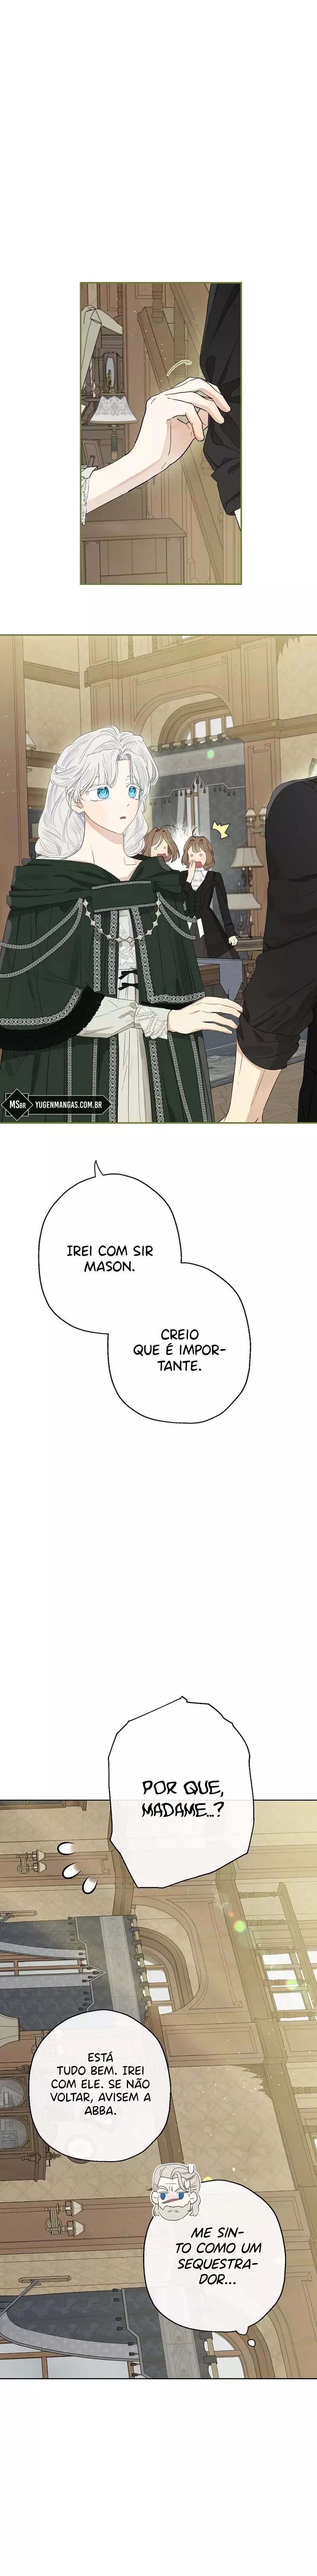 MSBR
YUGENMANGAS.COM.BR
IREI COM SIR
MASON.
CREIO
QUE É IMPOR-
TANTE.
POR QUE,
MADAME...?
ESTÁ
TUDO BEM. IREI
COM ELE. SE NÃO
VOLTAR, AVISEM A
ABBA.
ME SIN-
TO COMO UM
SEQUESTRA-
DOR...